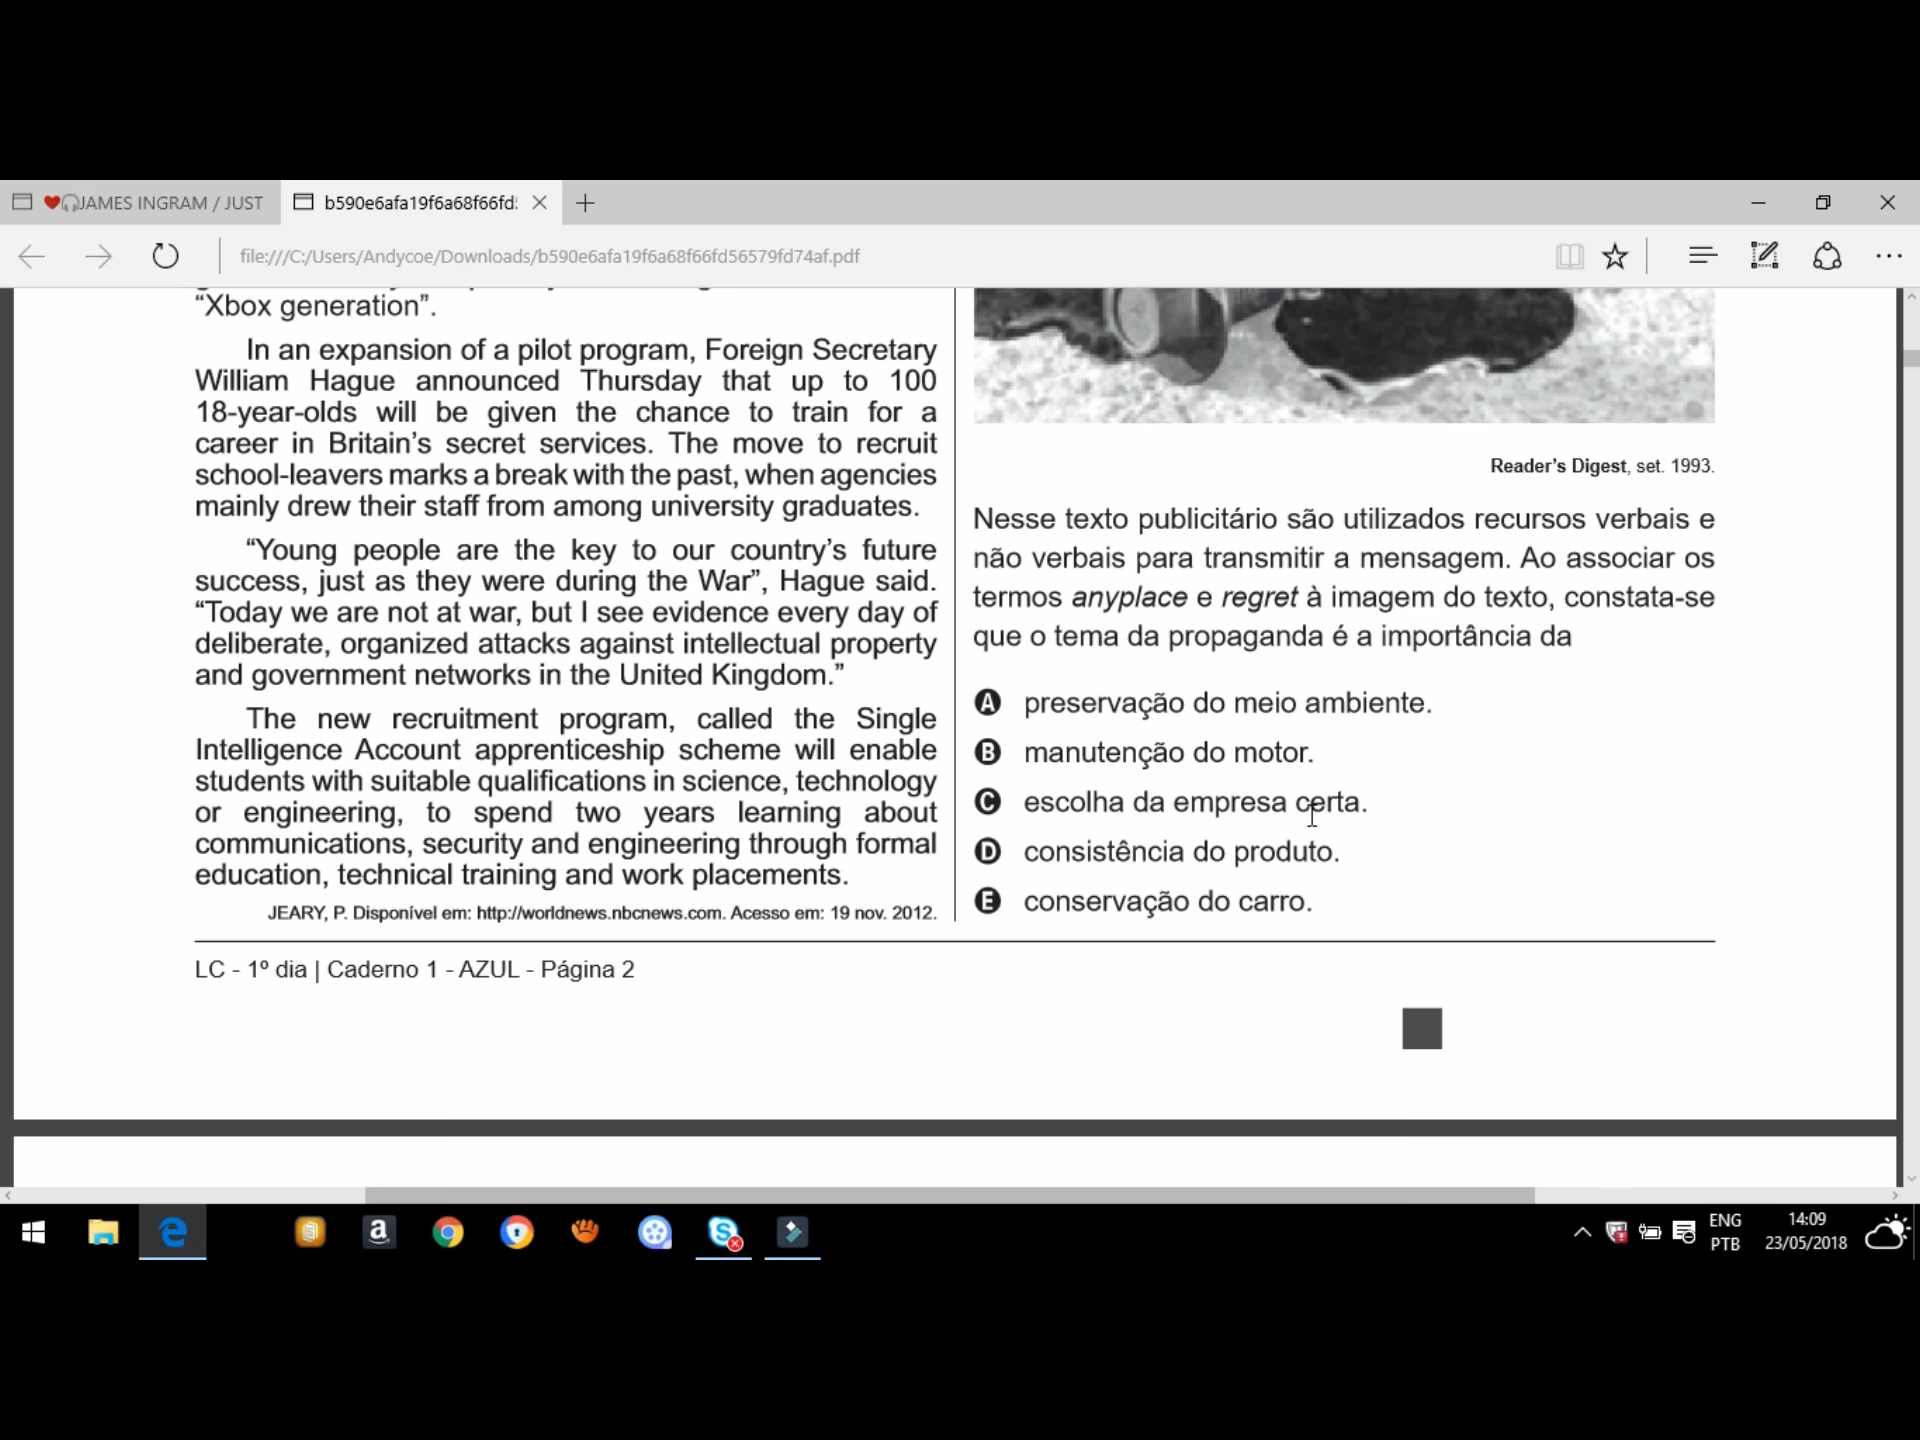 JAMES INGRAM / JUST
b590e6afa19f6a68f66fd
file:///C:/Users/Andycoe/Downloads/b590e6afa19f6a68f66fd56579fd74af.pdf
“Xbox generation”.
In an expansion of a pilot program, Foreign Secretary
William Hague announced Thursday that up to 100
18-year-olds will be given the chance to train for a
career in Britain’s secret services. The move to recruit
school-leavers marks a break with the past, when agencies
mainly drew their staff from among university graduates.
“Young people are the key to our country’s future
success, just as they were during the War”, Hague said.
“Today we are not at war, but I see evidence every day of
deliberate, organized attacks against intellectual property
and government networks in the United Kingdom.”
The new recruitment program, called the Single
Intelligence Account apprenticeship scheme will enable
students with suitable qualifications in science, technology
or engineering, to spend two years learning about
communications, security and engineering through formal
education, technical training and work placements.
JEARY, P. Disponível em: http://worldnews.nbcnews.com. Acesso em: 19 nov. 2012.
Reader’s Digest, set. 1993.
Nesse texto publicitário são utilizados recursos verbais e
não verbais para transmitir a mensagem. Ao associar os
termos anyplace e regret à imagem do texto, constata-se
que o tema da propaganda é a importância da
A preservação do meio ambiente.
B manutenção do motor.
C escolha da empresa certa.
D consistência do produto.
E conservação do carro.
LC - 1º dia | Caderno 1 - AZUL - Página 2
ENG
PTB
14:09
23/05/2018